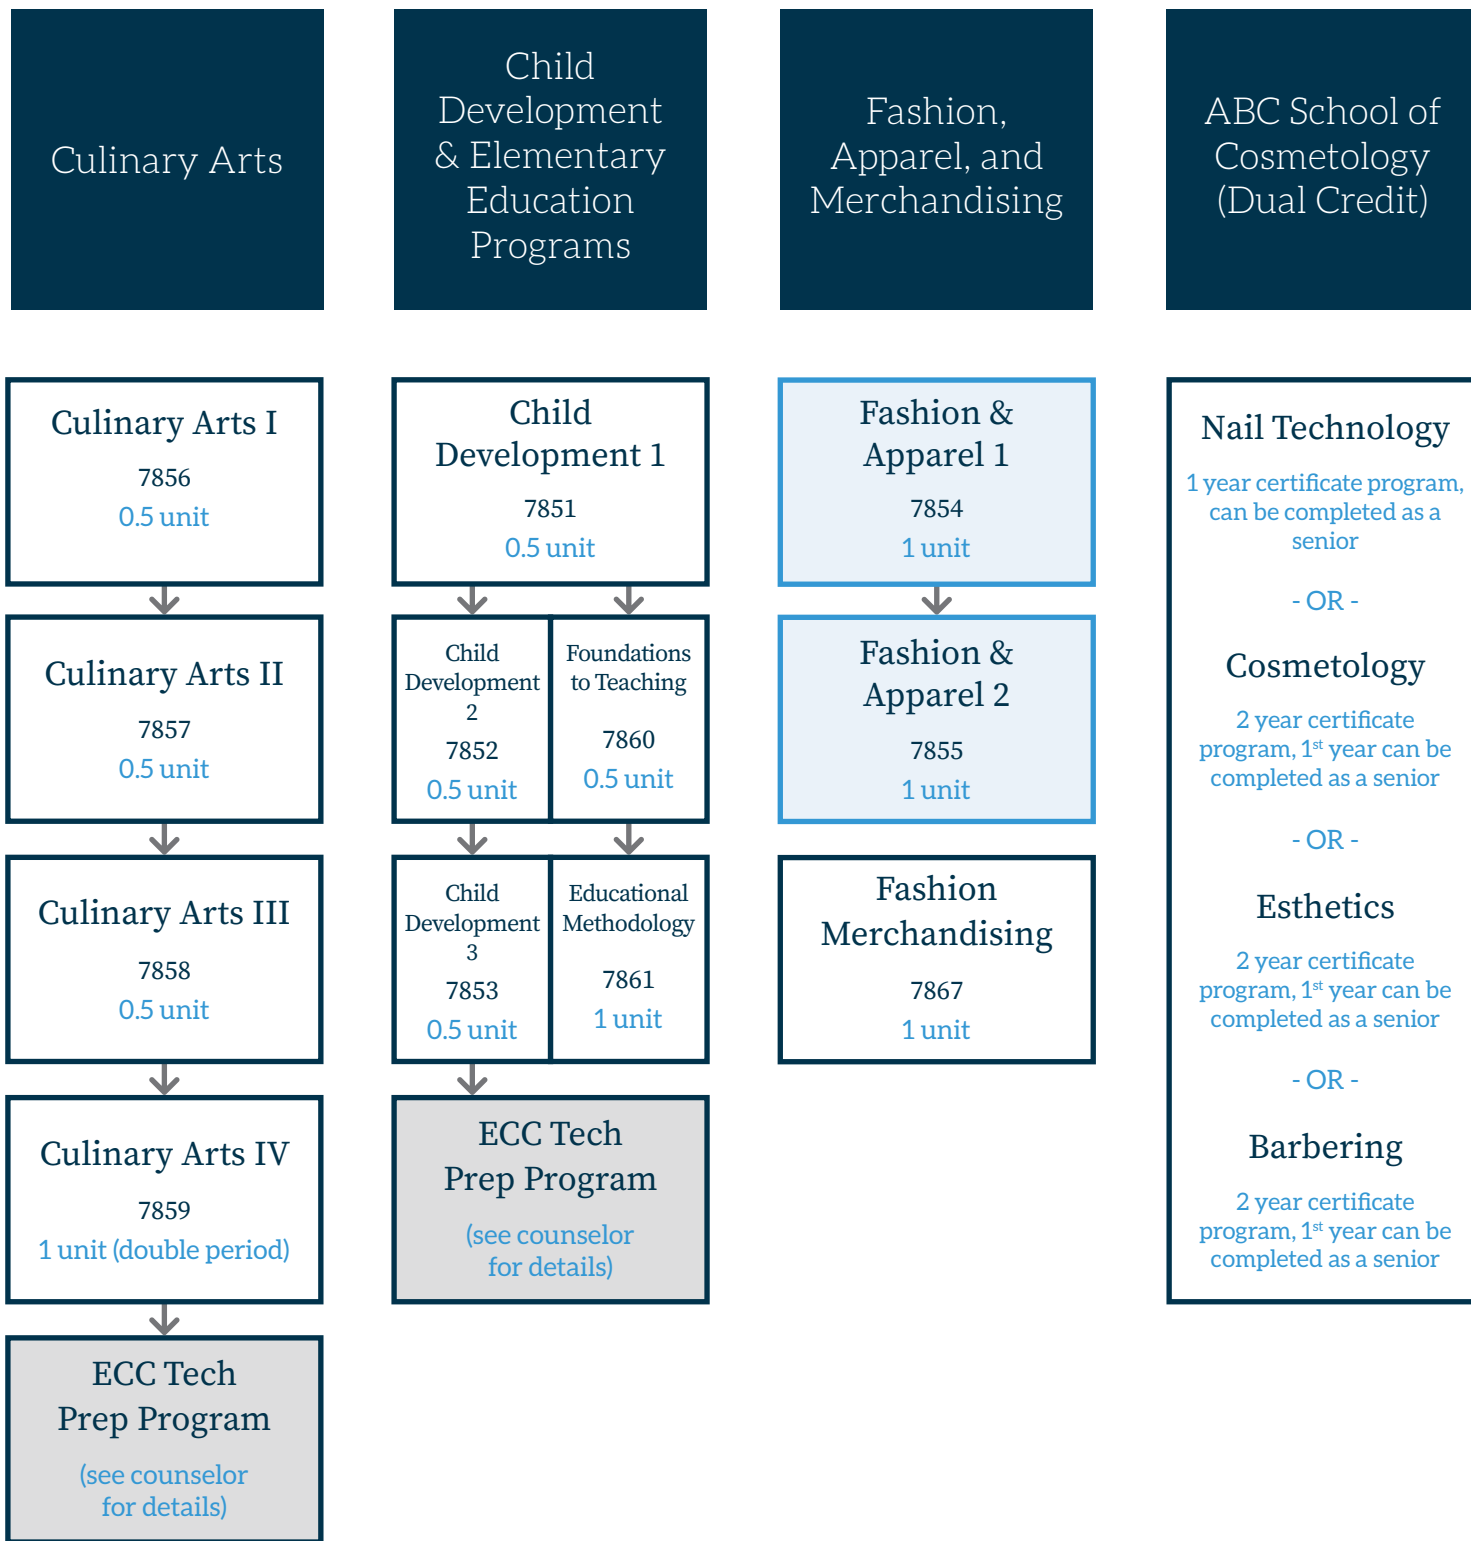 Culinary Arts
Child
Development
& Elementary
Education
Programs
Fashion,
Apparel, and
Merchandising
ABC School of
Cosmetology
(Dual Credit)
Culinary Arts I
7856
0.5 unit
Culinary Arts II
7857
0.5 unit
Culinary Arts III
7858
0.5 unit
Culinary Arts IV
7859
1 unit (double period)
ECC Tech
Prep Program
(see counselor
for details)
Child
Development 1
7851
0.5 unit
Child
Development
2
7852
0.5 unit
Foundations
to Teaching
7860
0.5 unit
Child
Development
3
7853
0.5 unit
Educational
Methodology
7861
1 unit
ECC Tech
Prep Program
(see counselor
for details)
Fashion &
Apparel 1
7854
1 unit
Fashion &
Apparel 2
7855
1 unit
Fashion
Merchandising
7867
1 unit
Nail Technology
1 year certificate program,
can be completed as a
senior
- OR -
Cosmetology
2 year certificate
program, 1st year can be
completed as a senior
- OR -
Esthetics
2 year certificate
program, 1st year can be
completed as a senior
- OR -
Barbering
2 year certificate
program, 1st year can be
completed as a senior